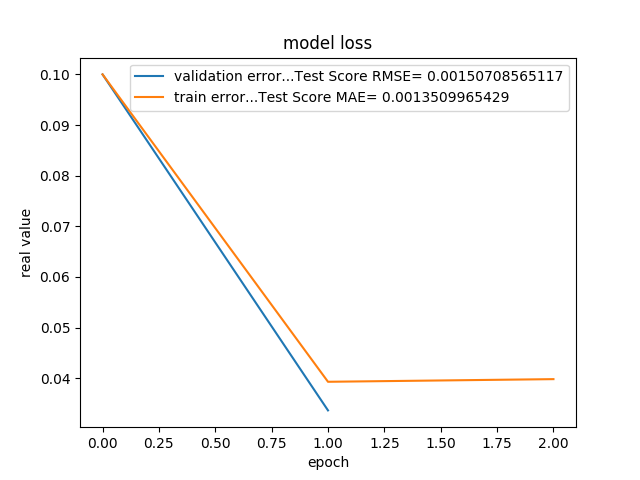 model loss
validation error...Test Score RMSE= 0.00150708565117
train error...Test Score MAE= 0.0013509965429
0.10
0.09
0.08
0.07
0.06
0.05
0.04
real value
0.00 0.25 0.50 0.75 1.00 1.25 1.50 1.75 2.00
epoch